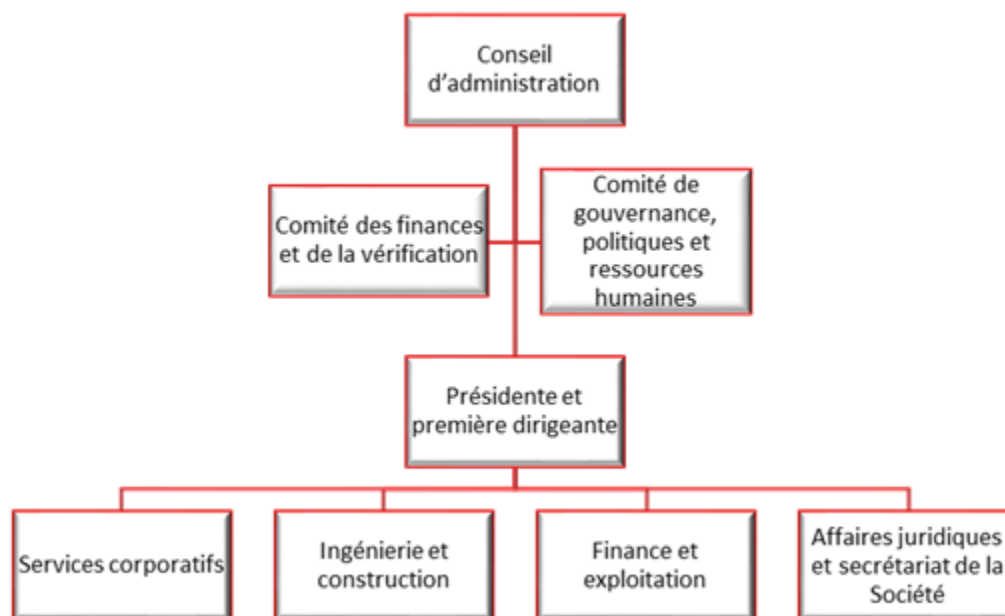 Conseil
d'administration
Comité des finances
et de la vérification
Comité de
gouvernance,
politiques et
ressources
humaines
Présidente et
première dirigeante
Services corporatifs
Ingénierie et
construction
Finance et
exploitation
Affaires juridiques
et secrétariat de la
Société